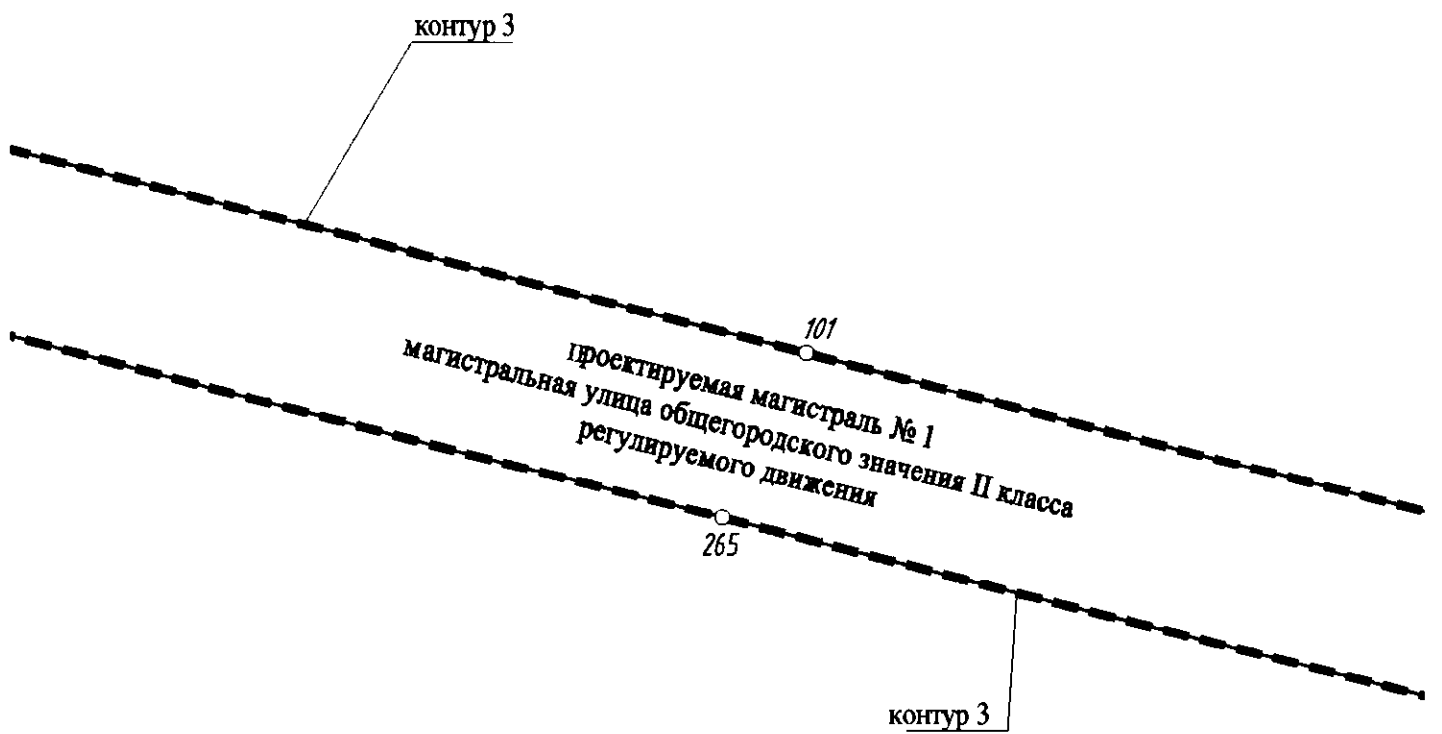 контур 3
101
проектируемая магистраль № 1
магистральная улица общегородского значения II класса
регулируемого движения
265
контур 3